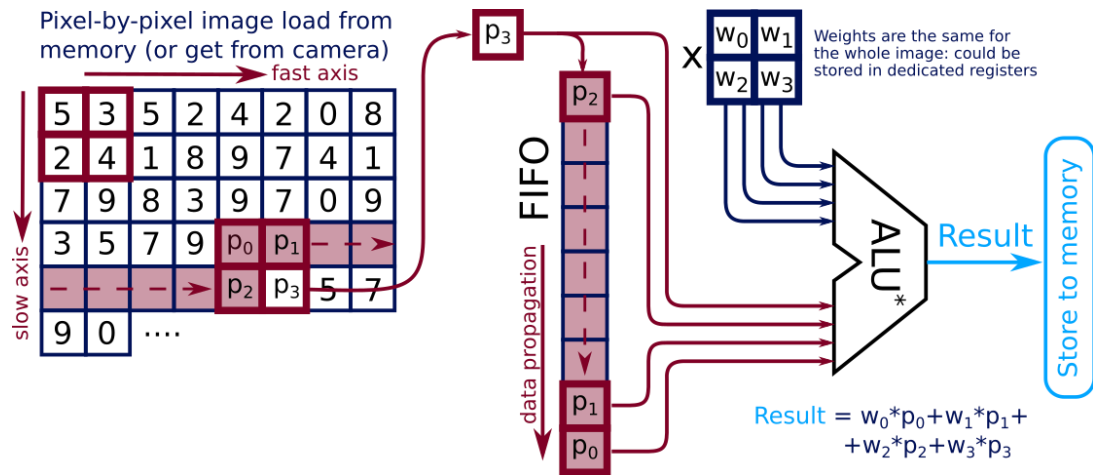 Pixel-by-pixel image load from
memory (or get from camera)
fast axis
slow axis
5 3 5 2 4 2 0 8
2 4 1 8 9 7 4 1
7 9 8 3 9 7 0 9
3 5 7 9 p₀ p₁
p₂ p₃ 5 7
9 0 ....
p₃
p₂
FIFO
data propagation
p₁
p₀
x
w₀ w₁
w₂ w₃
Weights are the same for
the whole image: could be
stored in dedicated registers
ALU*
Result
Store to memory
Result = w₀*p₀+w₁*p₁+
+w₂*p₂+w₃*p₃